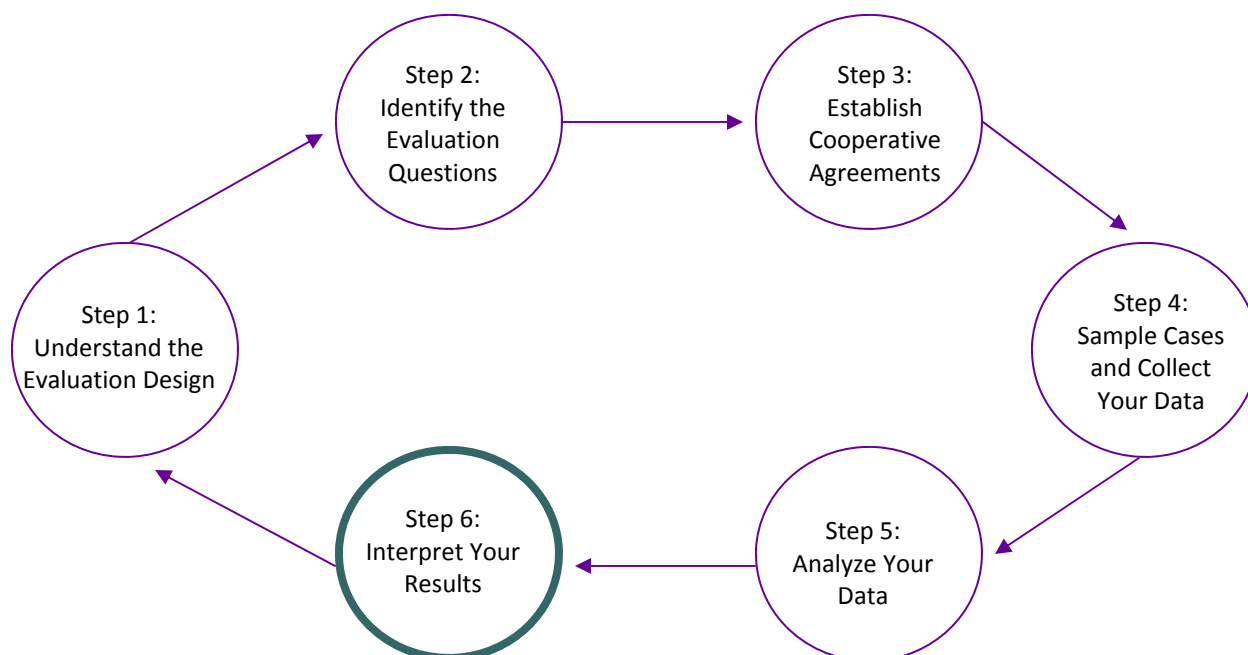 Step 1:
Understand the
Evaluation Design
Step 2:
Identify the
Evaluation
Questions
Step 3:
Establish
Cooperative
Agreements
Step 4:
Sample Cases
and Collect
Your Data
Step 5:
Analyze Your
Data
Step 6:
Interpret Your
Results